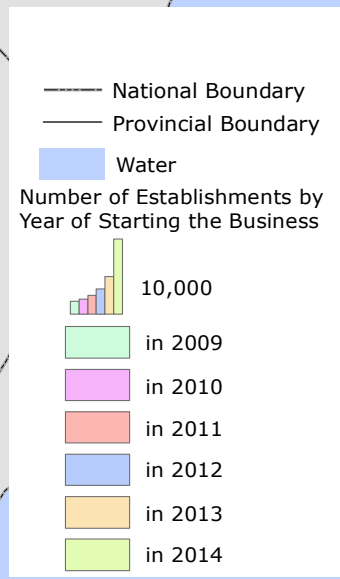 National Boundary
Provincial Boundary
Water
Number of Establishments by
Year of Starting the Business
10,000
in 2009
in 2010
in 2011
in 2012
in 2013
in 2014